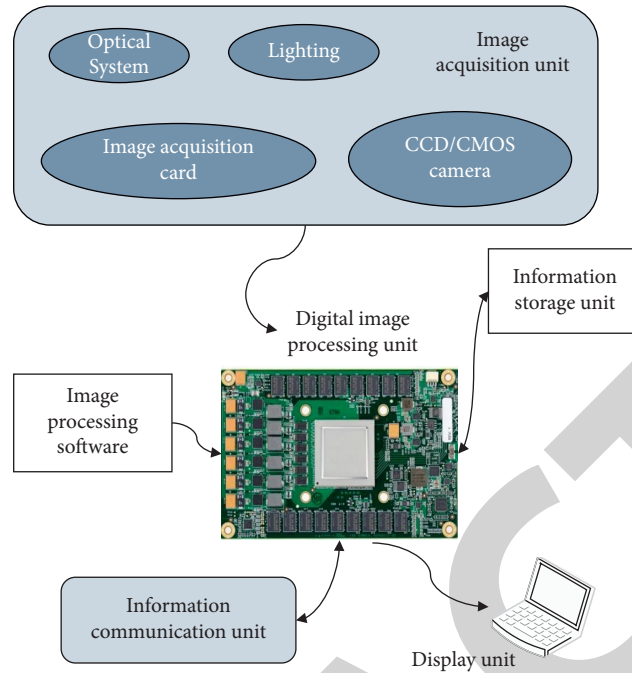 Optical
System
Lighting
Image
acquisition unit
Image acquisition
card
CCD/CMOS
camera
Information
storage unit
Digital image
processing unit
Image
processing
software
Information
communication unit
Display unit